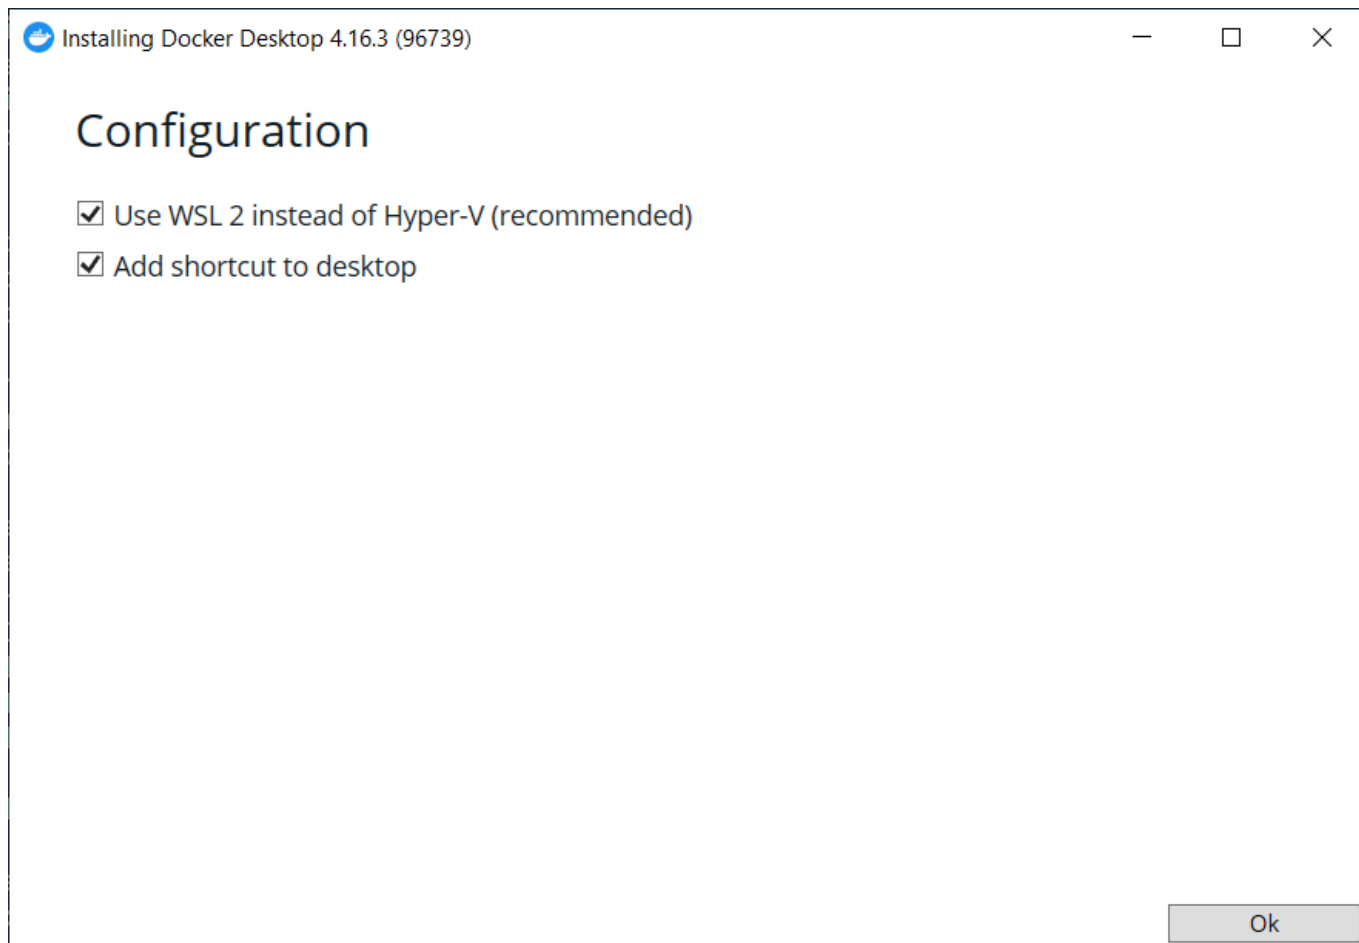 Installing Docker Desktop 4.16.3 (96739)
Configuration
Use WSL 2 instead of Hyper-V (recommended)
Add shortcut to desktop
Ok